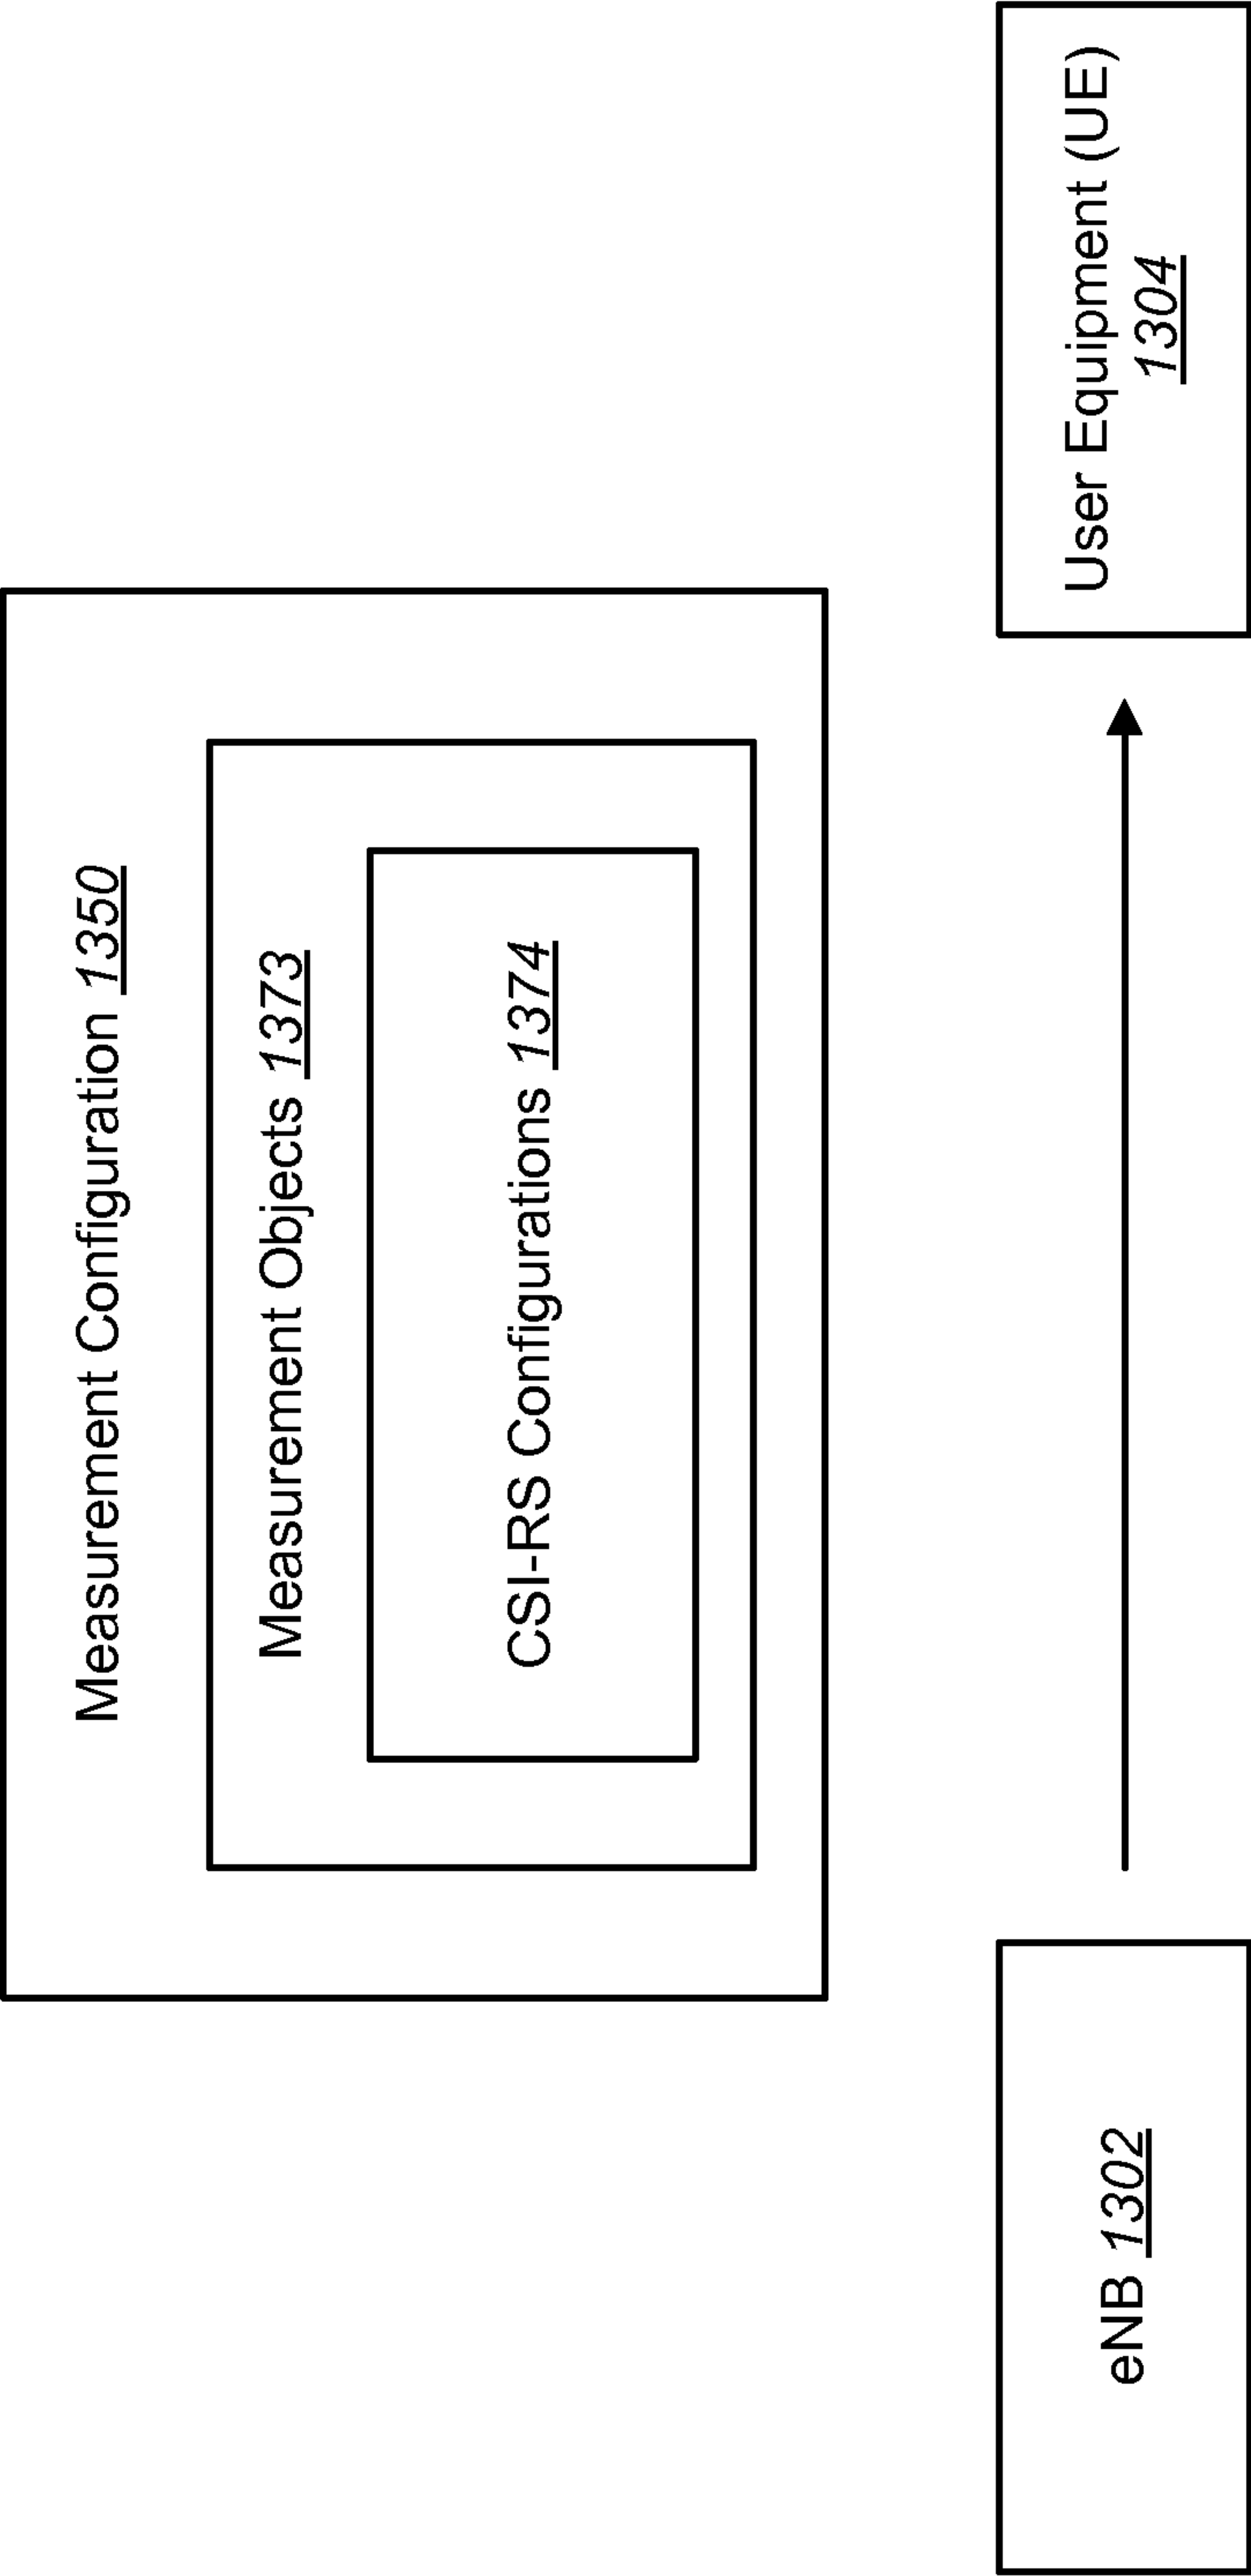 Measurement Configuration 1350
Measurement Objects 1373
CSI-RS Configurations 1374
eNB 1302
User Equipment (UE)
1304